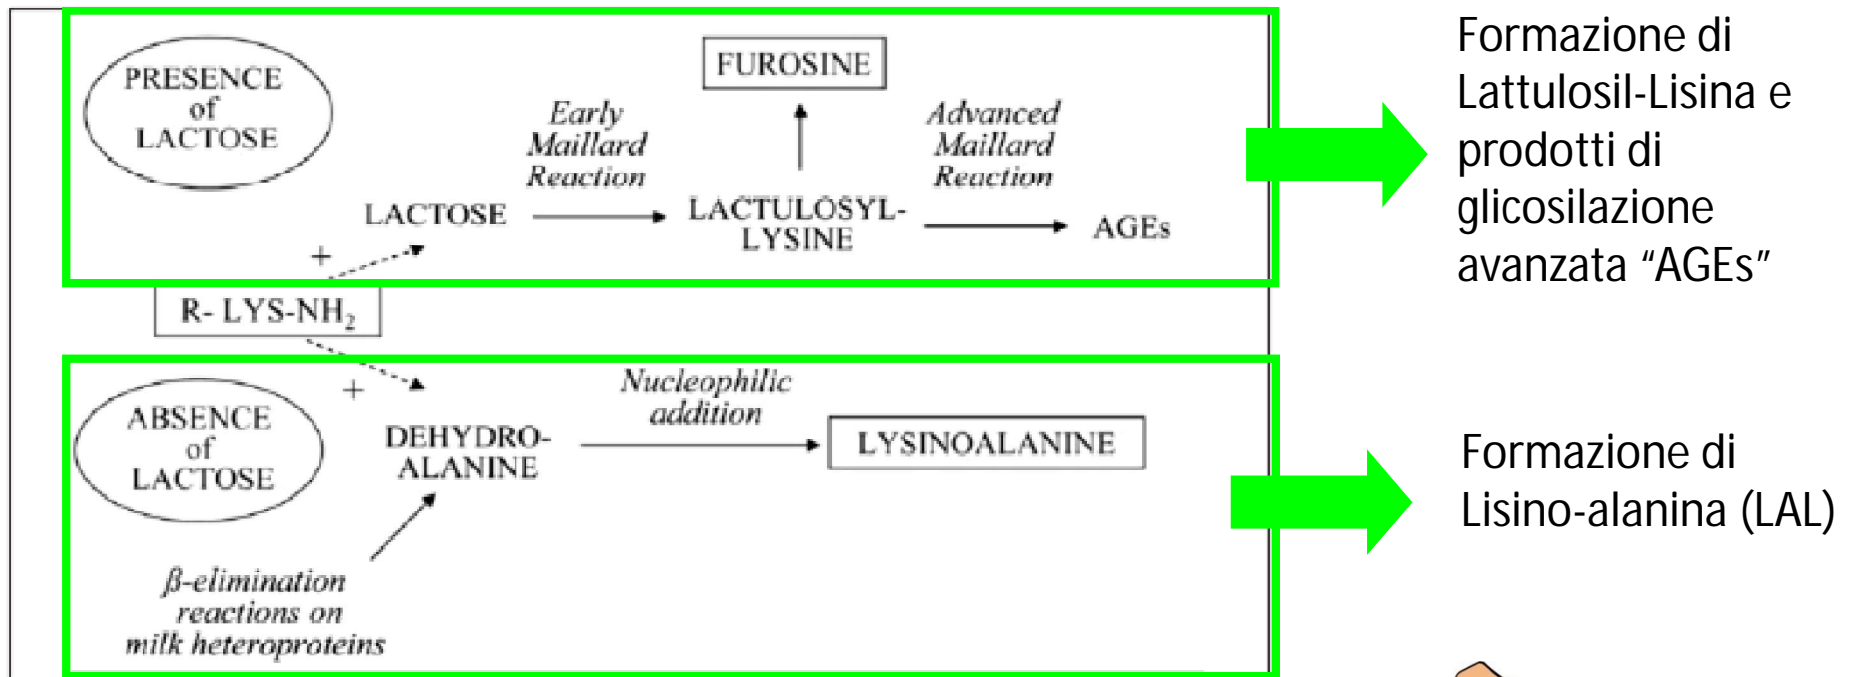 PRESENCE
of
LACTOSE
FUROSINE
Early
Maillard
Reaction
Advanced
Maillard
Reaction
LACTOSE
LACTULOSYL-
LYSINE
AGEs
+
R- LYS-NH₂
+
ABSENCE
of
LACTOSE
DEHYDRO-
ALANINE
Nucleophilic
addition
LYSINOALANINE
β-elimination
reactions on
milk heteroproteins
Formazione di
Lattulosil-Lisina e
prodotti di
glicosilazione
avanzata “AGEs”
Formazione di
Lisino-alanina (LAL)